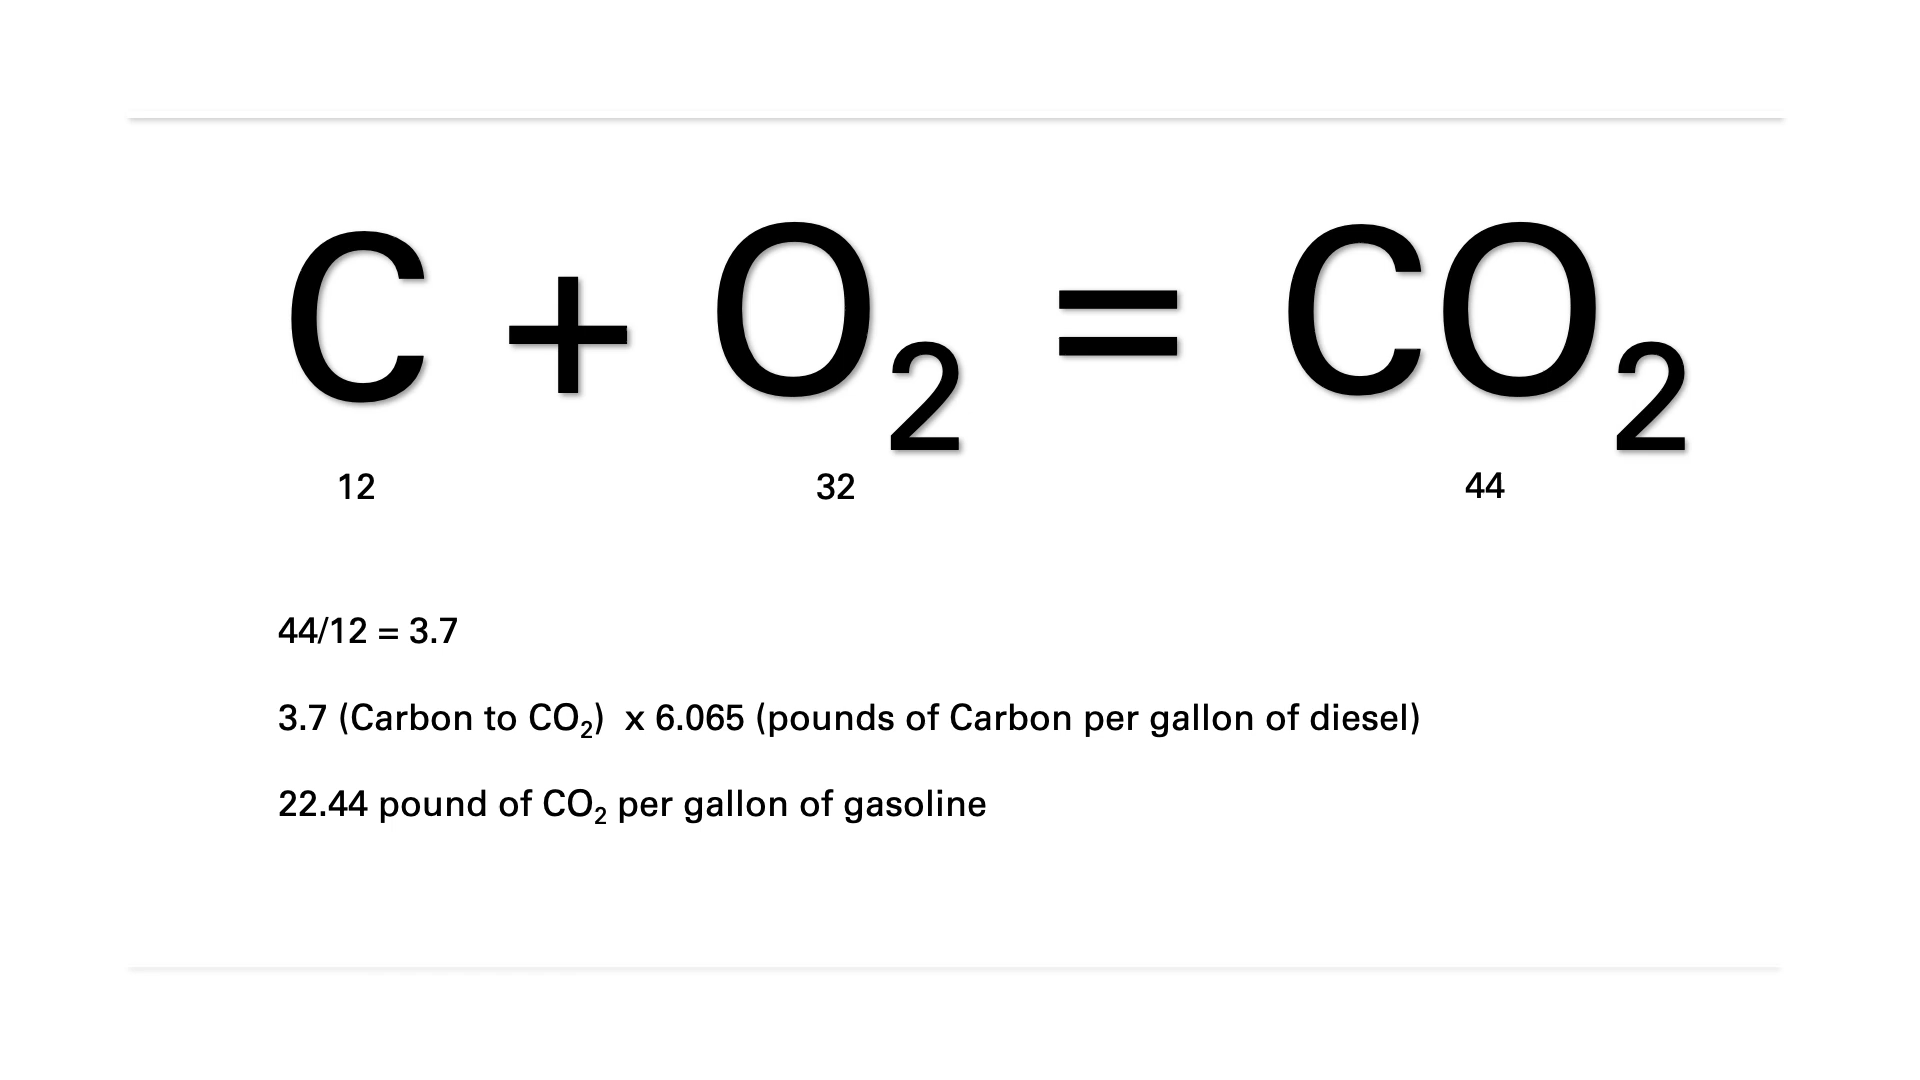 C + O₂ = CO₂
12 32 44
44/12 = 3.7
3.7 (Carbon to CO₂)  x 6.065 (pounds of Carbon per gallon of diesel)
22.44 pound of CO₂ per gallon of gasoline